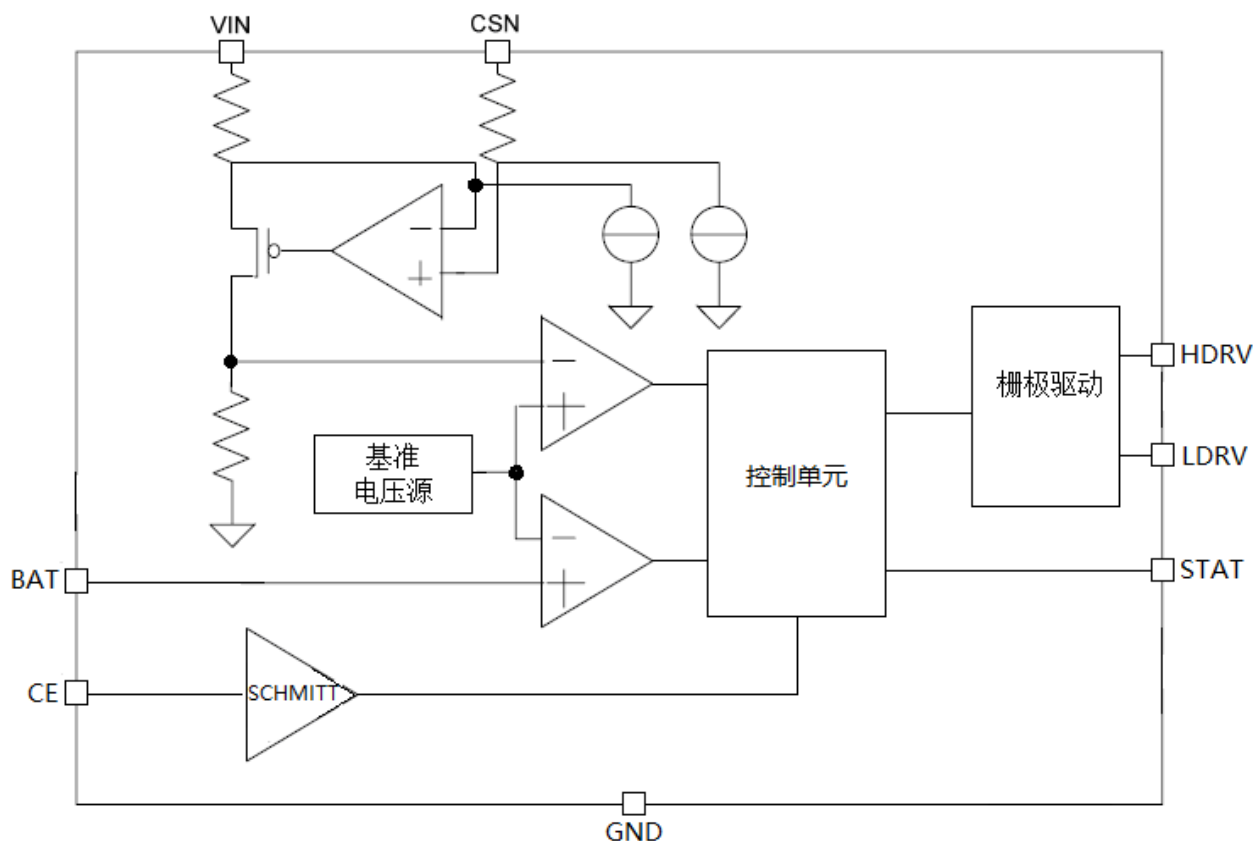 VIN
CSN
HDRV
栅极驱动
LDRV
基准
电压源
控制单元
BAT
STAT
CE
SCHMITT
GND